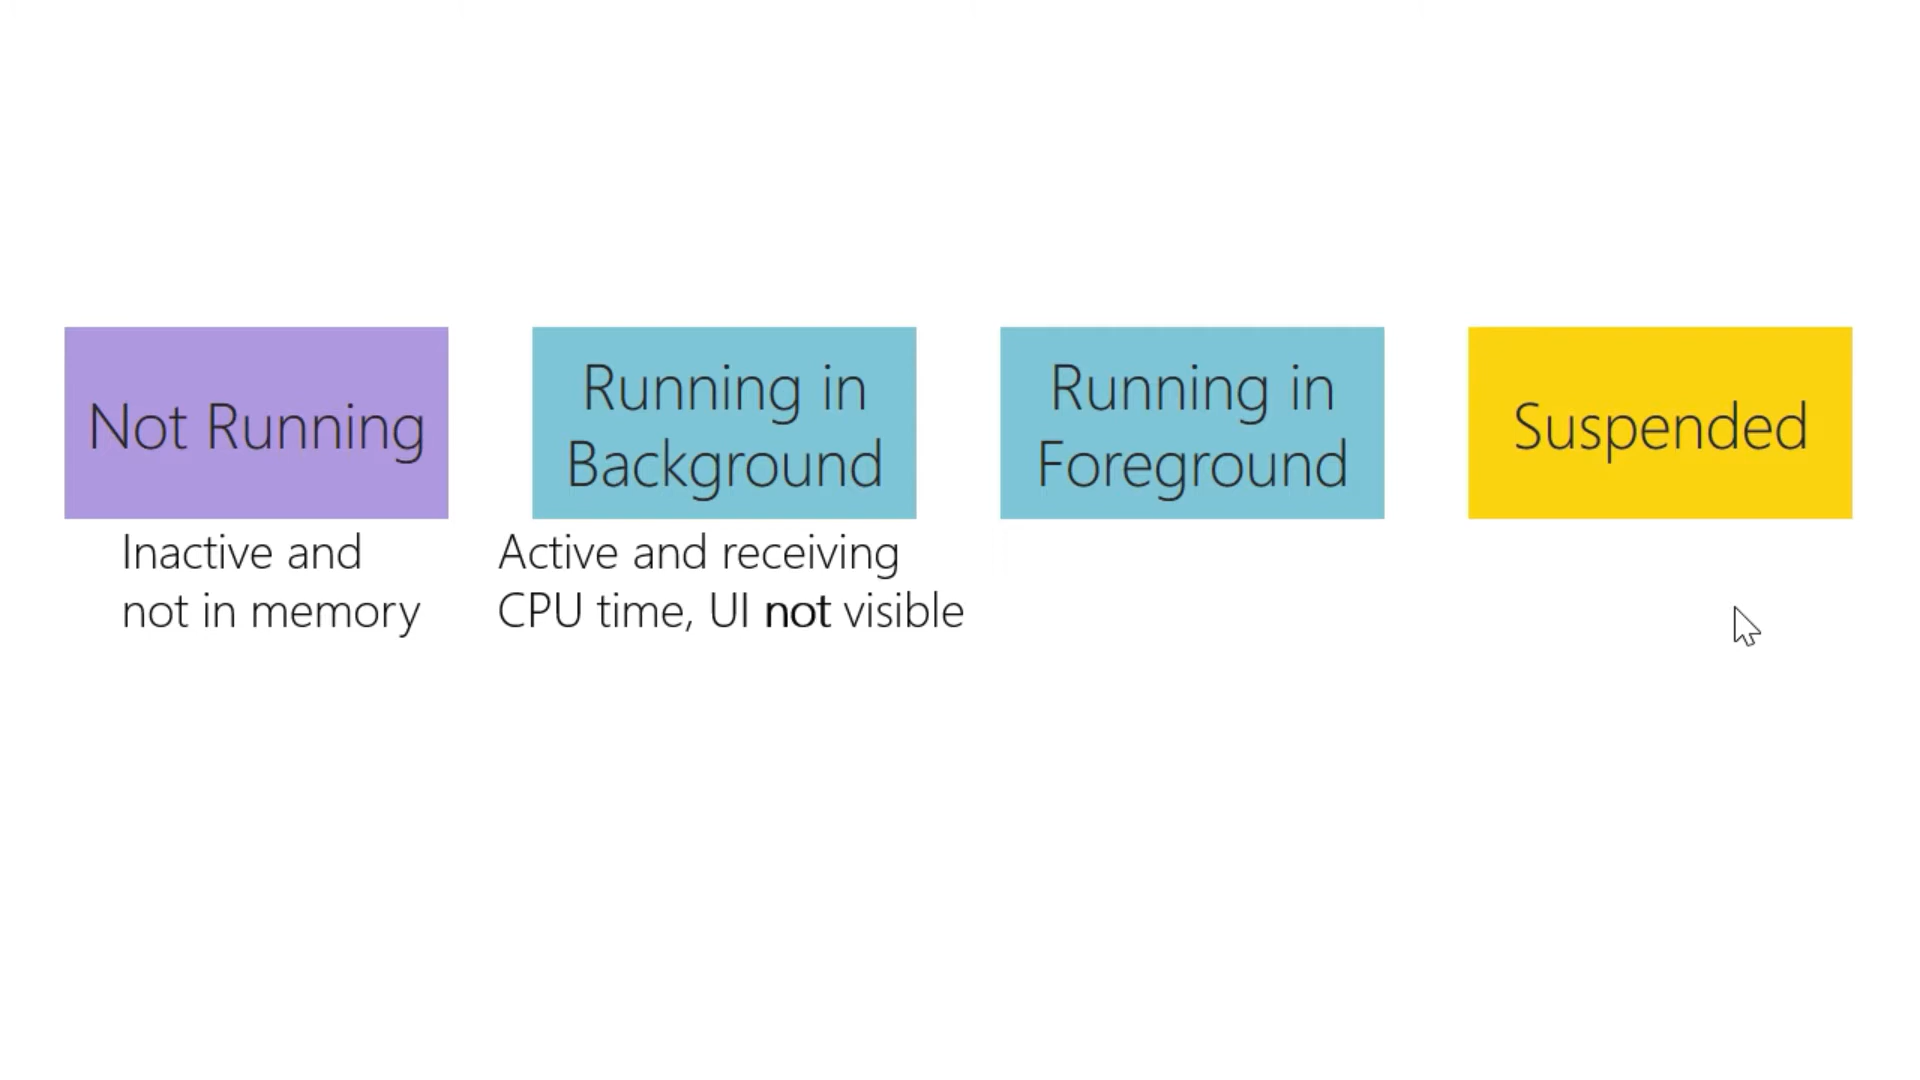 Not Running
Running in
Background
Running in
Foreground
Suspended
Inactive and
not in memory
Active and receiving
CPU time, UI not visible